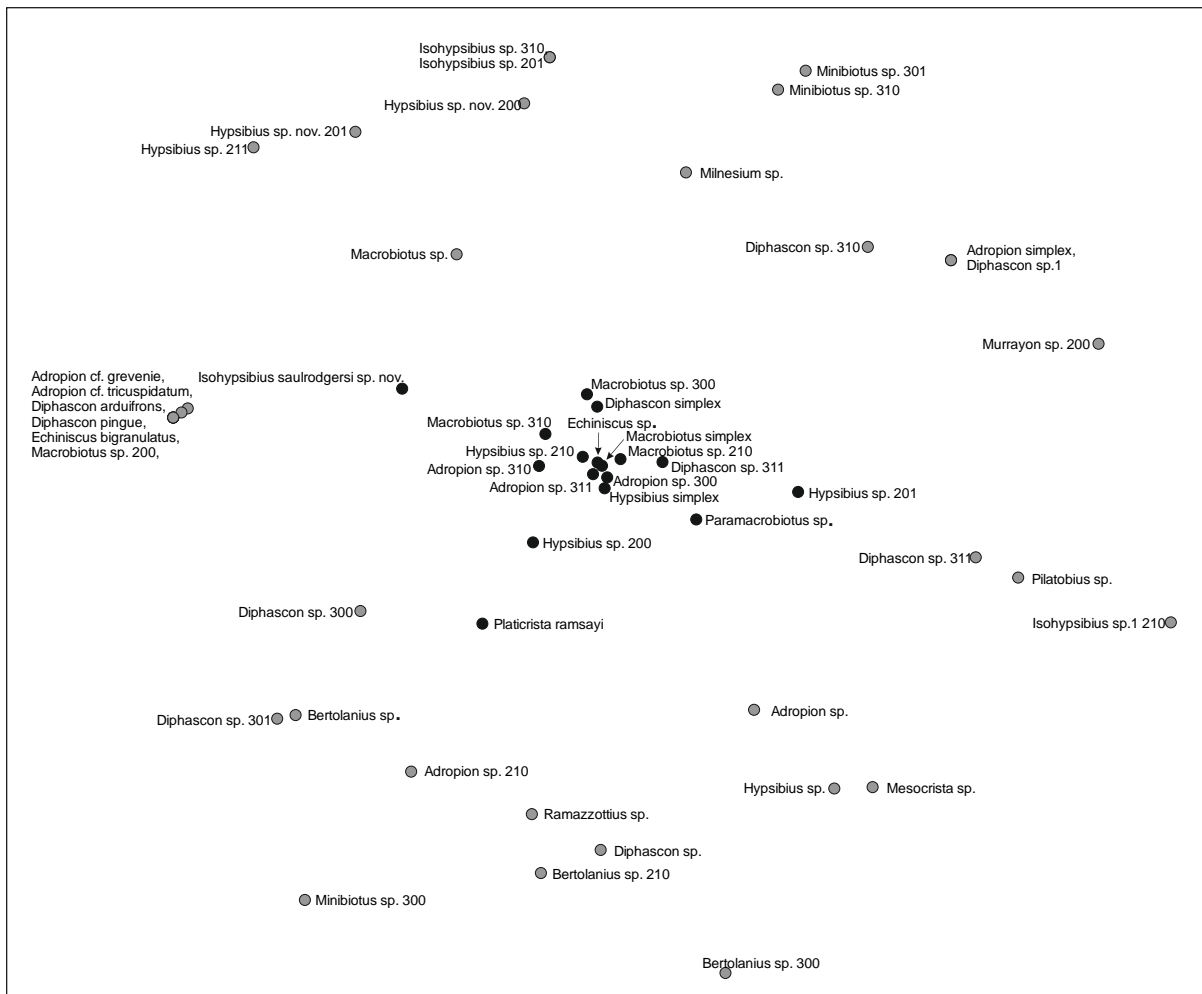 Isohypsibius sp. 310,
Isohypsibius sp. 201
Minibiotus sp. 301
Minibiotus sp. 310
Hypsibius sp. nov. 200
Hypsibius sp. nov. 201
Hypsibius sp. 211
Milnesium sp.
Macrobiotus sp.
Diphascon sp. 310
Adropion simplex,
Diphascon sp.1
Murrayon sp. 200
Adropion cf. grevenie,
Adropion cf. tricuspidatum,
Diphascon arduifrons,
Diphascon pingue,
Echiniscus bigranulatus,
Macrobiotus sp. 200,
Isohypsibius saulrodgersi sp. nov.
Macrobiotus sp. 300
Diphascon simplex
Echiniscus sp.
Macrobiotus sp. 310
Macrobiotus simplex
Hypsibius sp. 210
Macrobiotus sp. 210
Adropion sp. 310
Diphascon sp. 311
Adropion sp. 311
Adropion sp. 300
Hypsibius simplex
Hypsibius sp. 201
Paramacrobiotus sp.
Hypsibius sp. 200
Diphascon sp. 311
Pilatobius sp.
Diphascon sp. 300
Platicrista ramsayi
Isohypsibius sp.1 210
Diphascon sp. 301
Bertolanius sp.
Adropion sp.
Adropion sp. 210
Hypsibius sp.
Mesocrista sp.
Ramazzottius sp.
Diphascon sp.
Bertolanius sp. 210
Minibiotus sp. 300
Bertolanius sp. 300